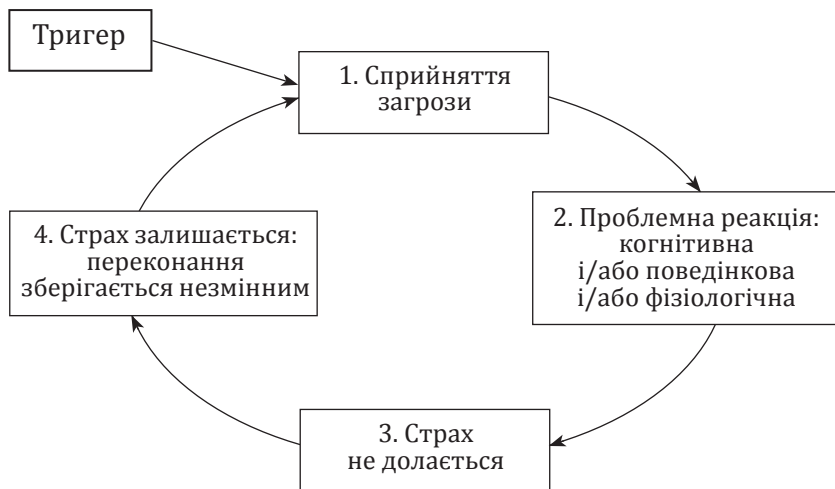 Тригер
1. Сприйняття
загрози
2. Проблемна реакція:
когнітивна
і/або поведінкова
і/або фізіологічна
3. Страх
не долається
4. Страх залишається:
переконання
зберігається незмінним